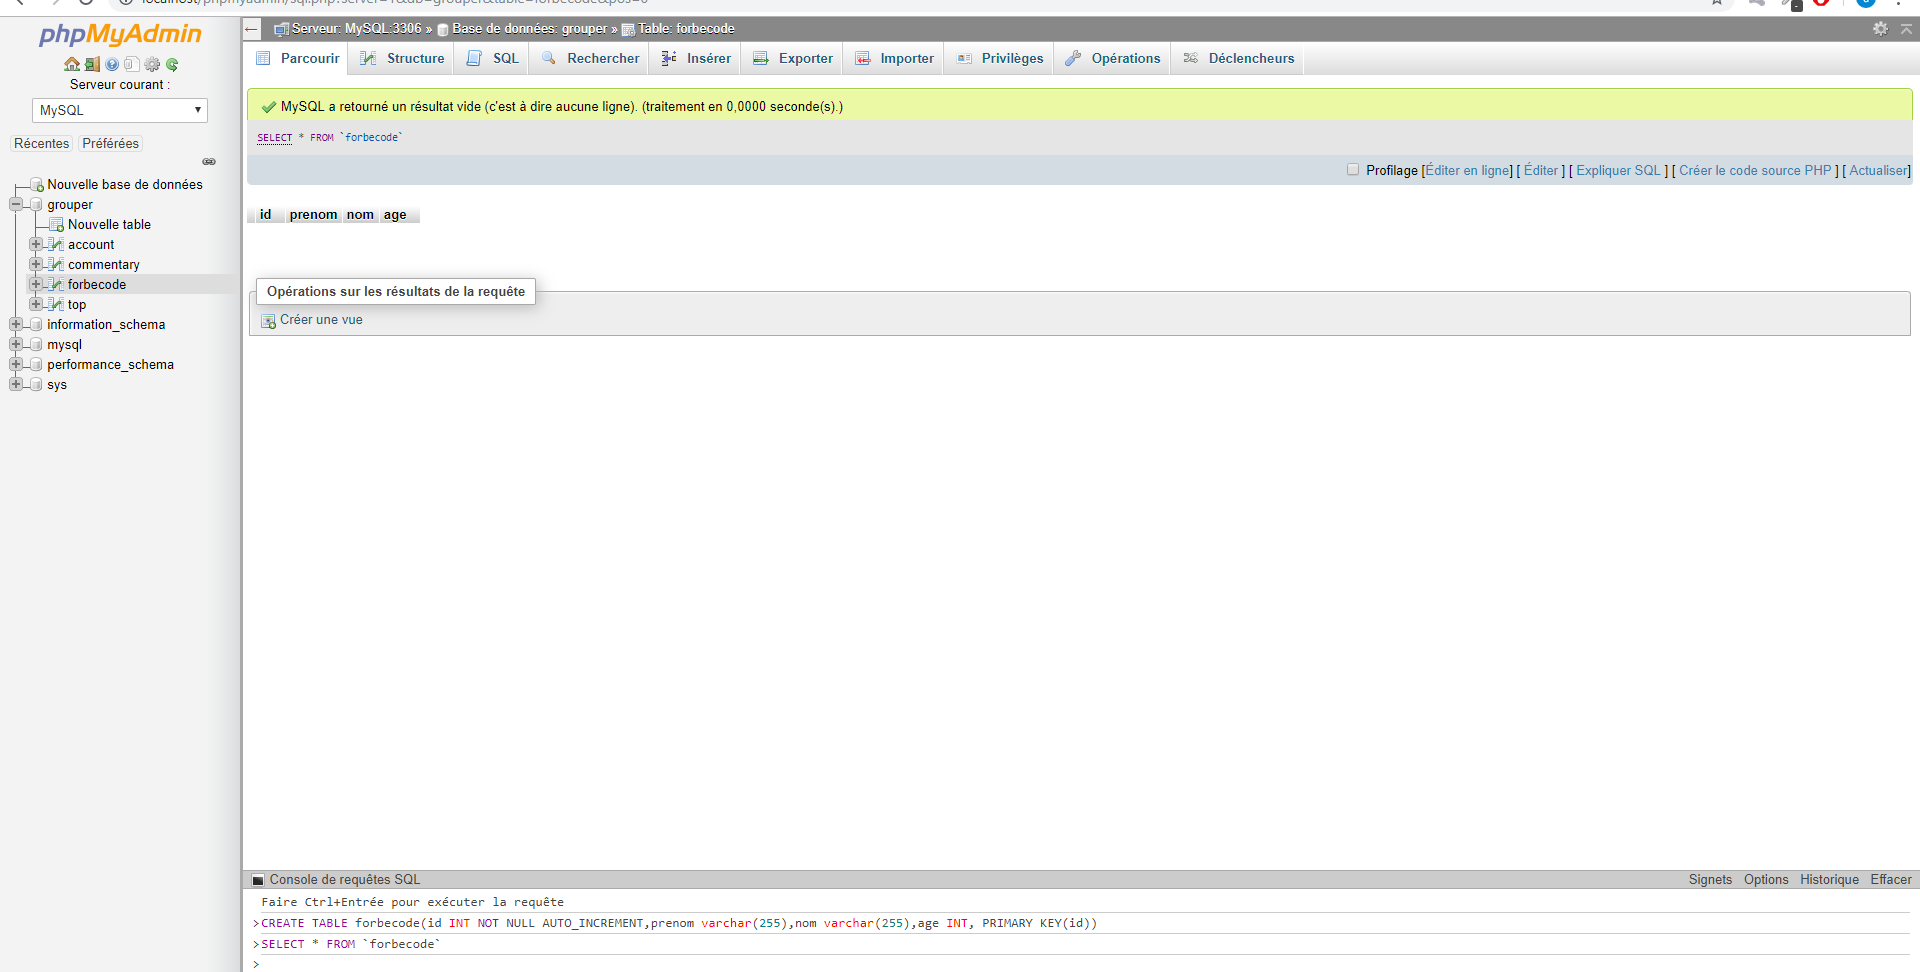 phpMyAdmin
Serveur courant :
MySQL
Récentes Préférées
Nouvelle base de données
grouper
Nouvelle table
account
commentary
forbecode
top
information_schema
mysql
performance_schema
sys
Serveur: MySQL:3306 » Base de données: grouper » Table: forbecode
Parcourir Structure SQL Rechercher Insérer Exporter Importer Privilèges Opérations Déclencheurs
MySQL a retourné un résultat vide (c'est à dire aucune ligne). (traitement en 0,0000 seconde(s).)
SELECT * FROM `forbecode`
Profilage [Éditer en ligne] [ Éditer ] [ Expliquer SQL ] [ Créer le code source PHP ] [ Actualiser]
id prenom nom age
Opérations sur les résultats de la requête
Créer une vue
Console de requêtes SQL Signets Options Historique Effacer
Faire Ctrl+Entrée pour exécuter la requête
>CREATE TABLE forbecode(id INT NOT NULL AUTO_INCREMENT,prenom varchar(255),nom varchar(255),age INT, PRIMARY KEY(id))
>SELECT * FROM `forbecode`
>